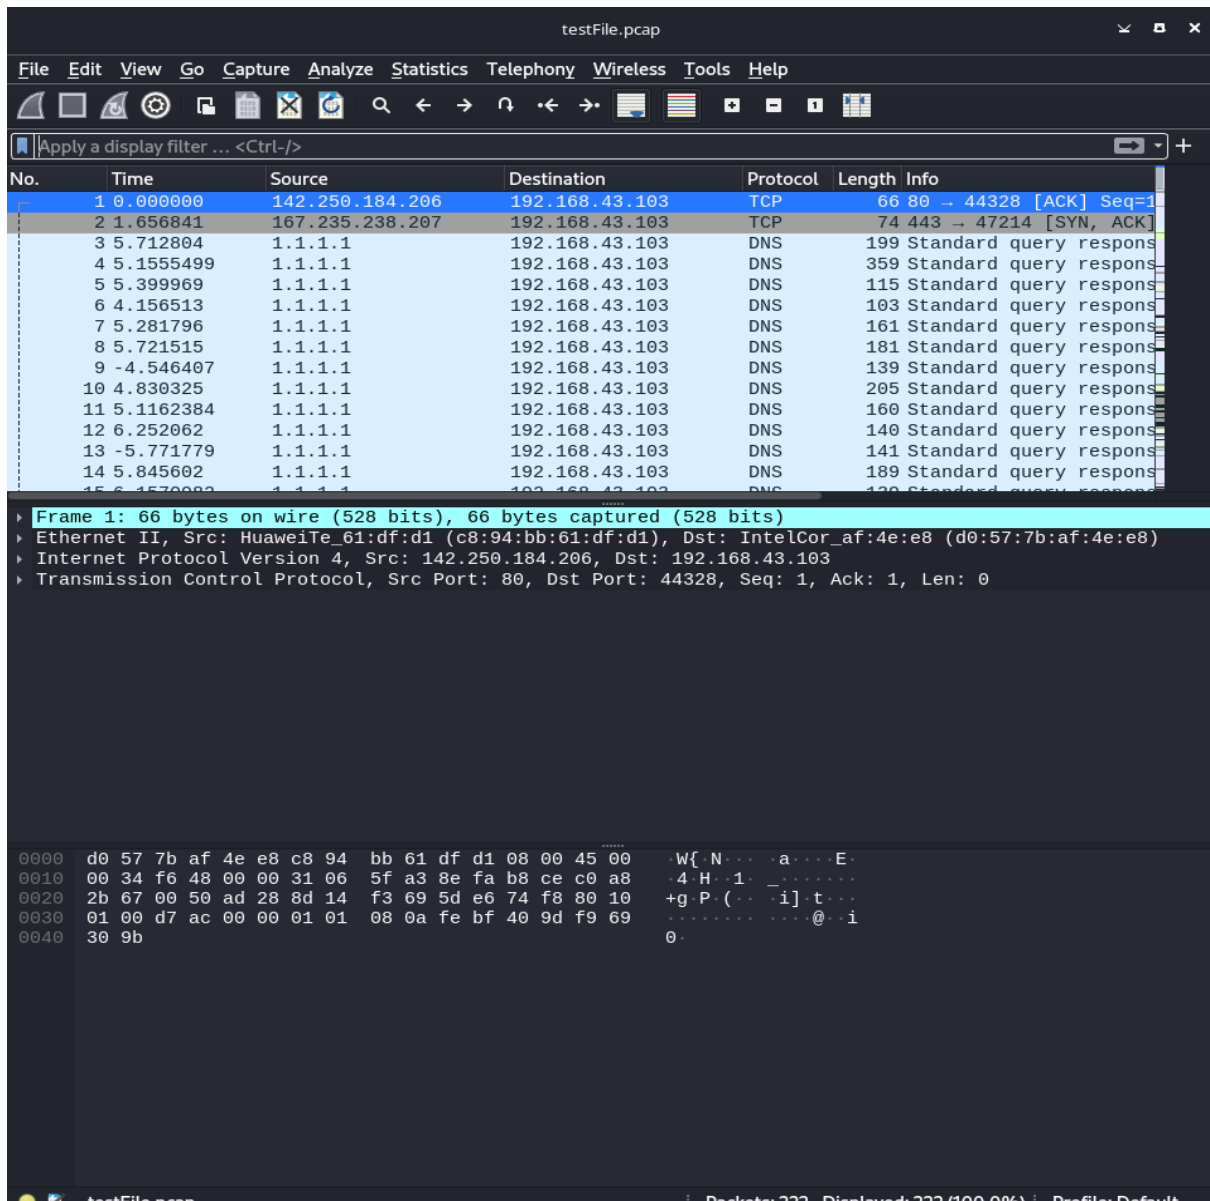 testFile.pcap
File Edit View Go Capture Analyze Statistics Telephony Wireless Tools Help
Apply a display filter ... <Ctrl-/>
No. Time Source Destination Protocol Length Info
1 0.000000 142.250.184.206 192.168.43.103 TCP 66 80 → 44328 [ACK] Seq=1
2 1.656841 167.235.238.207 192.168.43.103 TCP 74 443 → 47214 [SYN, ACK]
3 5.712804 1.1.1.1 192.168.43.103 DNS 199 Standard query respons
4 5.1555499 1.1.1.1 192.168.43.103 DNS 359 Standard query respons
5 5.399969 1.1.1.1 192.168.43.103 DNS 115 Standard query respons
6 4.156513 1.1.1.1 192.168.43.103 DNS 103 Standard query respons
7 5.281796 1.1.1.1 192.168.43.103 DNS 161 Standard query respons
8 5.721515 1.1.1.1 192.168.43.103 DNS 181 Standard query respons
9 -4.546407 1.1.1.1 192.168.43.103 DNS 139 Standard query respons
10 4.830325 1.1.1.1 192.168.43.103 DNS 205 Standard query respons
11 5.1162384 1.1.1.1 192.168.43.103 DNS 160 Standard query respons
12 6.252062 1.1.1.1 192.168.43.103 DNS 140 Standard query respons
13 -5.771779 1.1.1.1 192.168.43.103 DNS 141 Standard query respons
14 5.845602 1.1.1.1 192.168.43.103 DNS 189 Standard query respons
Frame 1: 66 bytes on wire (528 bits), 66 bytes captured (528 bits)
Ethernet II, Src: HuaweiTe_61:df:d1 (c8:94:bb:61:df:d1), Dst: IntelCor_af:4e:e8 (d0:57:7b:af:4e:e8)
Internet Protocol Version 4, Src: 142.250.184.206, Dst: 192.168.43.103
Transmission Control Protocol, Src Port: 80, Dst Port: 44328, Seq: 1, Ack: 1, Len: 0
0000 d0 57 7b af 4e e8 c8 94 bb 61 df d1 08 00 45 00 ·W{·N··· ·a····E·
0010 00 34 f6 48 00 00 31 06 5f a3 8e fa b8 ce c0 a8 ·4·H··1· _·······
0020 2b 67 00 50 ad 28 8d 14 f3 69 5d e6 74 f8 80 10 +g·P·(·· ·i]·t···
0030 01 00 d7 ac 00 00 01 01 08 0a fe bf 40 9d f9 69 ········ ····@··i
0040 30 9b 0·
testFile.pcap Packets: 222 · Displayed: 222 (100.0%) Profile: Default